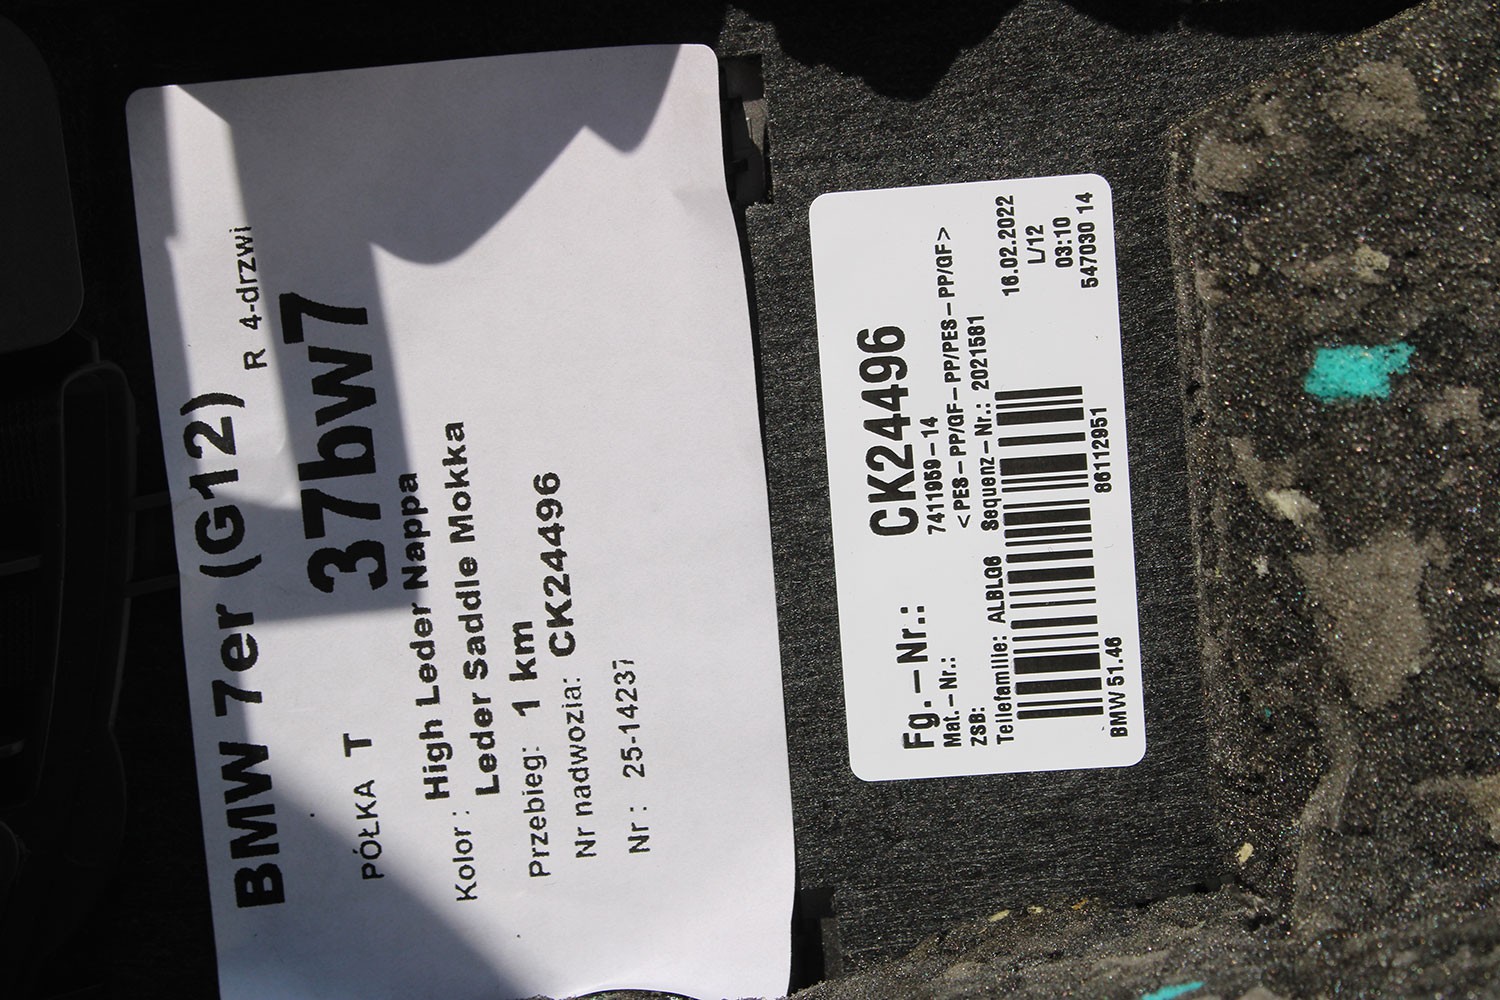 BMW 7er (G12)
R 4-drzwi
37bw7
PÓŁKA T
Kolor: High Leder Nappa
Leder Saddle Mokka
Przebieg: 1 km
Nr nadwozia: CK24496
Nr: 25-14237
Fg.-Nr.: CK24496
Mat.-Nr.: 7411959-14
ZSB: <PES-PP/GF-PP/PES-PP/GF>
Teilefamilie: ALBLG6 Sequenz-Nr.: 2021581
16.02.2022
L/12
03:10
547030 14
BMW 51.46 86112951